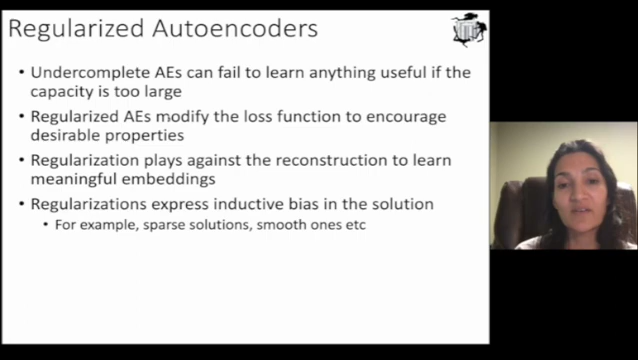 Regularized Autoencoders
• Undercomplete AEs can fail to learn anything useful if the
capacity is too large
• Regularized AEs modify the loss function to encourage
desirable properties
• Regularization plays against the reconstruction to learn
meaningful embeddings
• Regularizations express inductive bias in the solution
• For example, sparse solutions, smooth ones etc